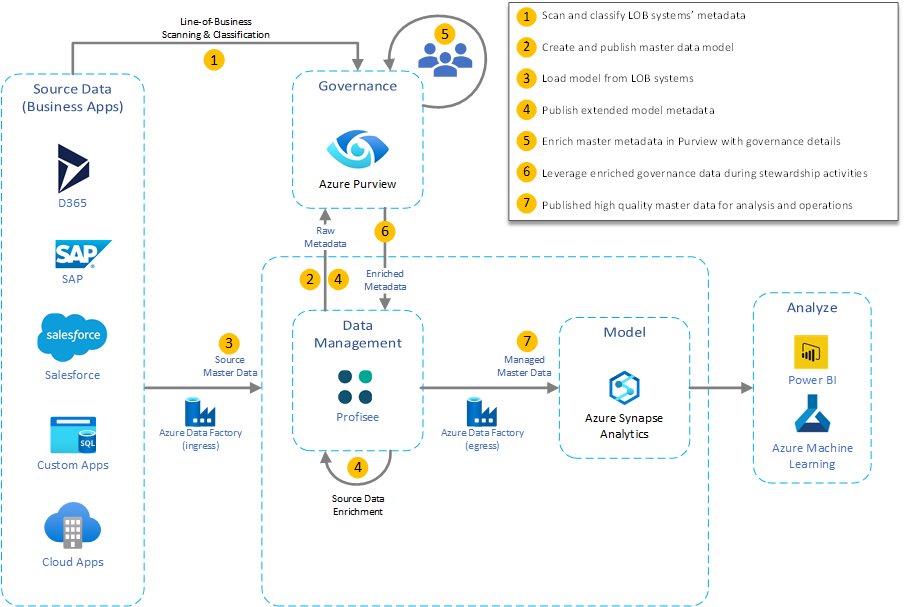 Line-of-Business
Scanning & Classification
1
5
1 Scan and classify LOB systems' metadata
2 Create and publish master data model
3 Load model from LOB systems
4 Publish extended model metadata
5 Enrich master metadata in Purview with governance details
6 Leverage enriched governance data during stewardship activities
7 Published high quality master data for analysis and operations
Source Data
(Business Apps)
D365
SAP
SAP
salesforce
Salesforce
SQL
Custom Apps
Cloud Apps
Governance
Azure Purview
Raw
Metadata
6
2 4
Enriched
Metadata
3
Source
Master Data
Azure Data Factory
(ingress)
Data
Management
Profisee
4
Source Data
Enrichment
7
Managed
Master Data
Azure Data Factory
(egress)
Model
Azure Synapse
Analytics
Analyze
Power BI
Azure Machine
Learning